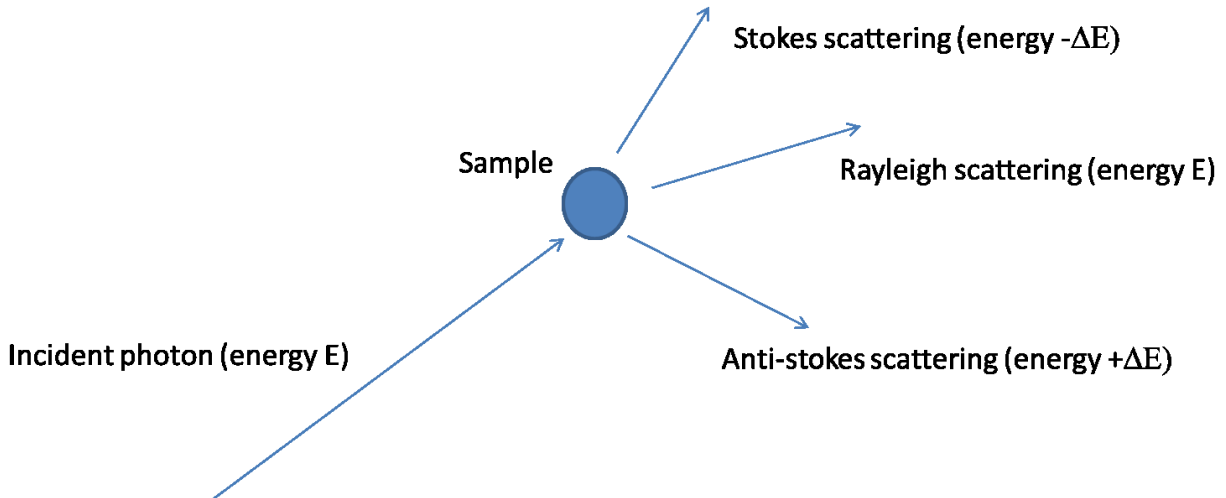 Stokes scattering (energy -ΔE)
Sample
Rayleigh scattering (energy E)
Incident photon (energy E)
Anti-stokes scattering (energy +ΔE)